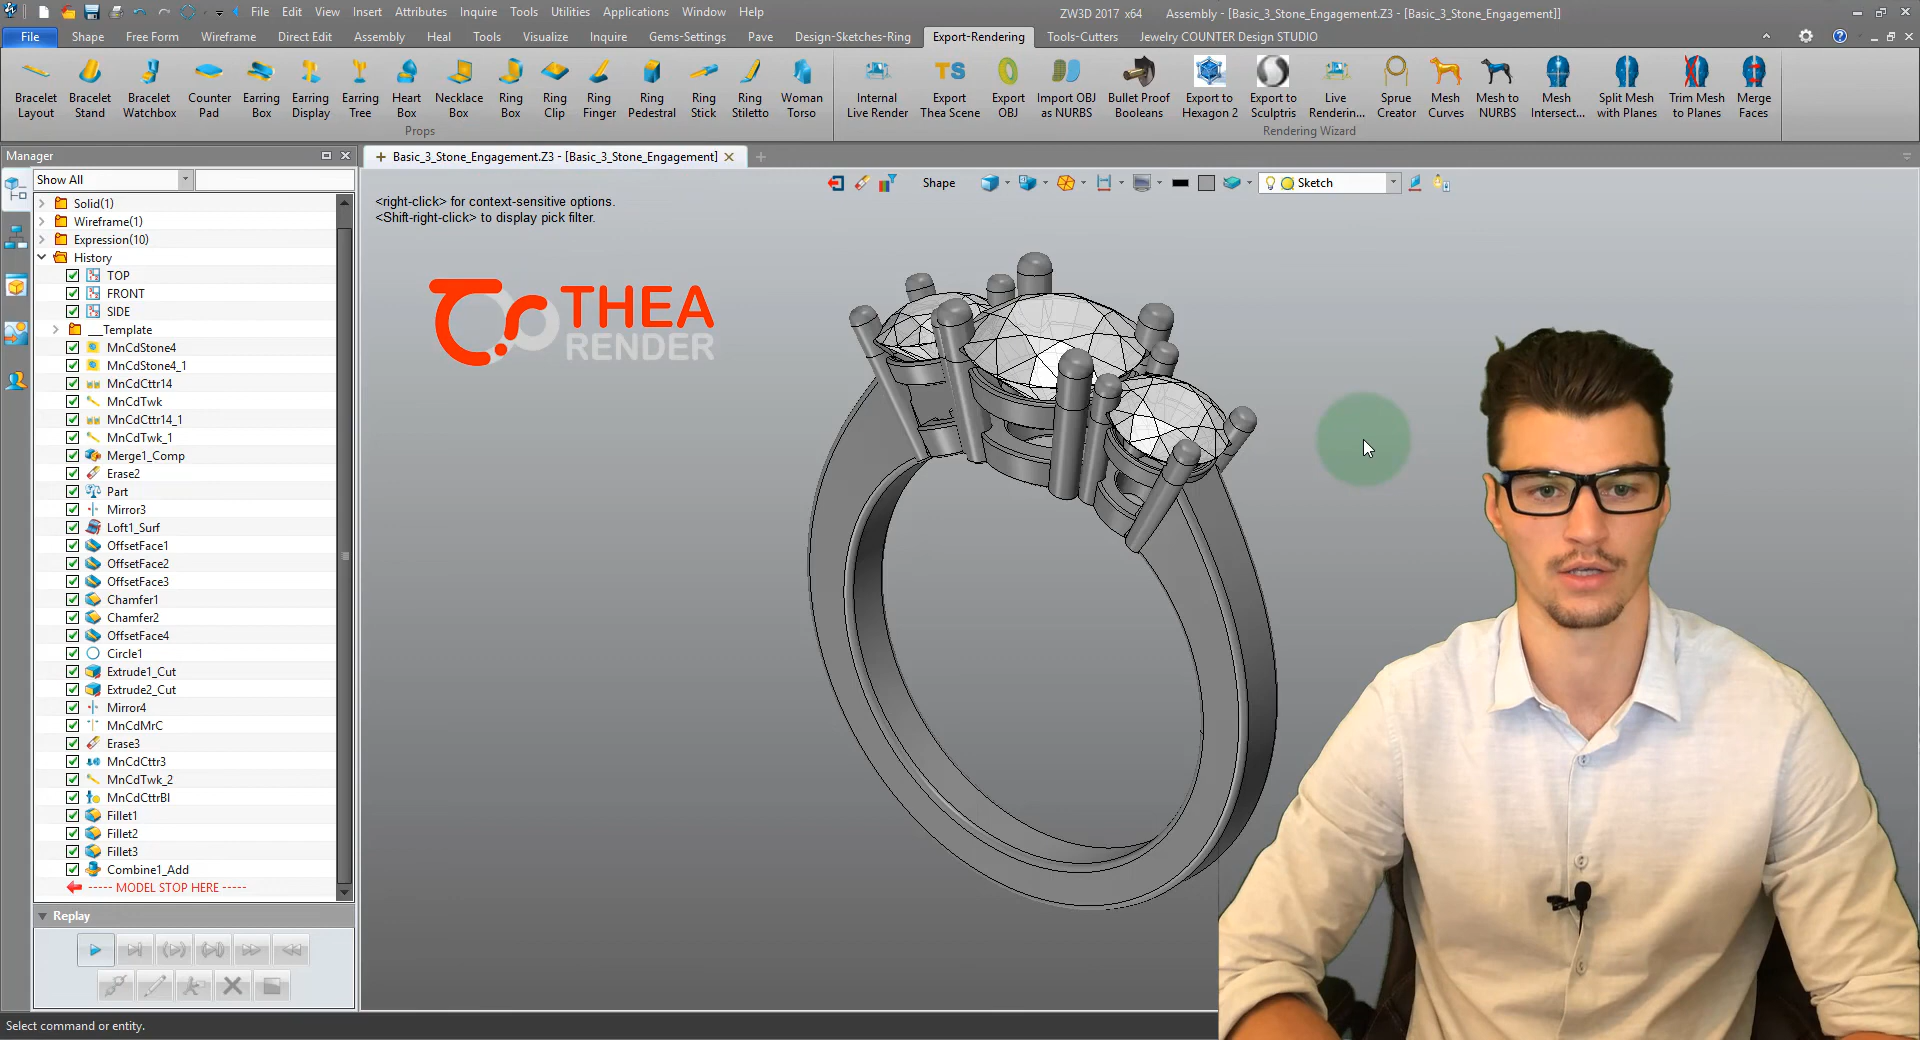 File Edit View Insert Attributes Inquire Tools Utilities Applications Window Help
ZW3D 2017 x64 Assembly - [Basic_3_Stone_Engagement.Z3 - [Basic_3_Stone_Engagement]]
File Shape Free Form Wireframe Direct Edit Assembly Heal Tools Visualize Inquire Gems-Settings Pave Design-Sketches-Ring Export-Rendering Tools-Cutters Jewelry COUNTER Design STUDIO
Bracelet Layout
Bracelet Stand
Bracelet Watchbox
Counter Pad
Earring Box
Earring Display
Earring Tree
Heart Box
Necklace Box
Ring Box
Ring Clip
Ring Finger
Ring Pedestral
Ring Stick
Ring Stiletto
Woman Torso
Props
TS
Internal Live Render
Export Thea Scene
Export OBJ
Import OBJ as NURBS
Bullet Proof Booleans
Export to Hexagon 2
Export to Sculptris
Live Renderin...
Sprue Creator
Mesh Curves
Mesh to NURBS
Mesh Intersect...
Split Mesh with Planes
Trim Mesh to Planes
Merge Faces
Rendering Wizard
Manager
Basic_3_Stone_Engagement.Z3 - [Basic_3_Stone_Engagement]
Show All
Shape
Sketch
<right-click> for context-sensitive options.
<Shift-right-click> to display pick filter.
THEA
RENDER
Solid(1)
Wireframe(1)
Expression(10)
History
TOP
FRONT
SIDE
__Template
MnCdStone4
MnCdStone4_1
MnCdCttr14
MnCdTwk
MnCdCttr14_1
MnCdTwk_1
Merge1_Comp
Erase2
Part
Mirror3
Loft1_Surf
OffsetFace1
OffsetFace2
OffsetFace3
Chamfer1
Chamfer2
OffsetFace4
Circle1
Extrude1_Cut
Extrude2_Cut
Mirror4
MnCdMrC
Erase3
MnCdCttr3
MnCdTwk_2
MnCdCttrBl
Fillet1
Fillet2
Fillet3
Combine1_Add
----- MODEL STOP HERE -----
Replay
Select command or entity.